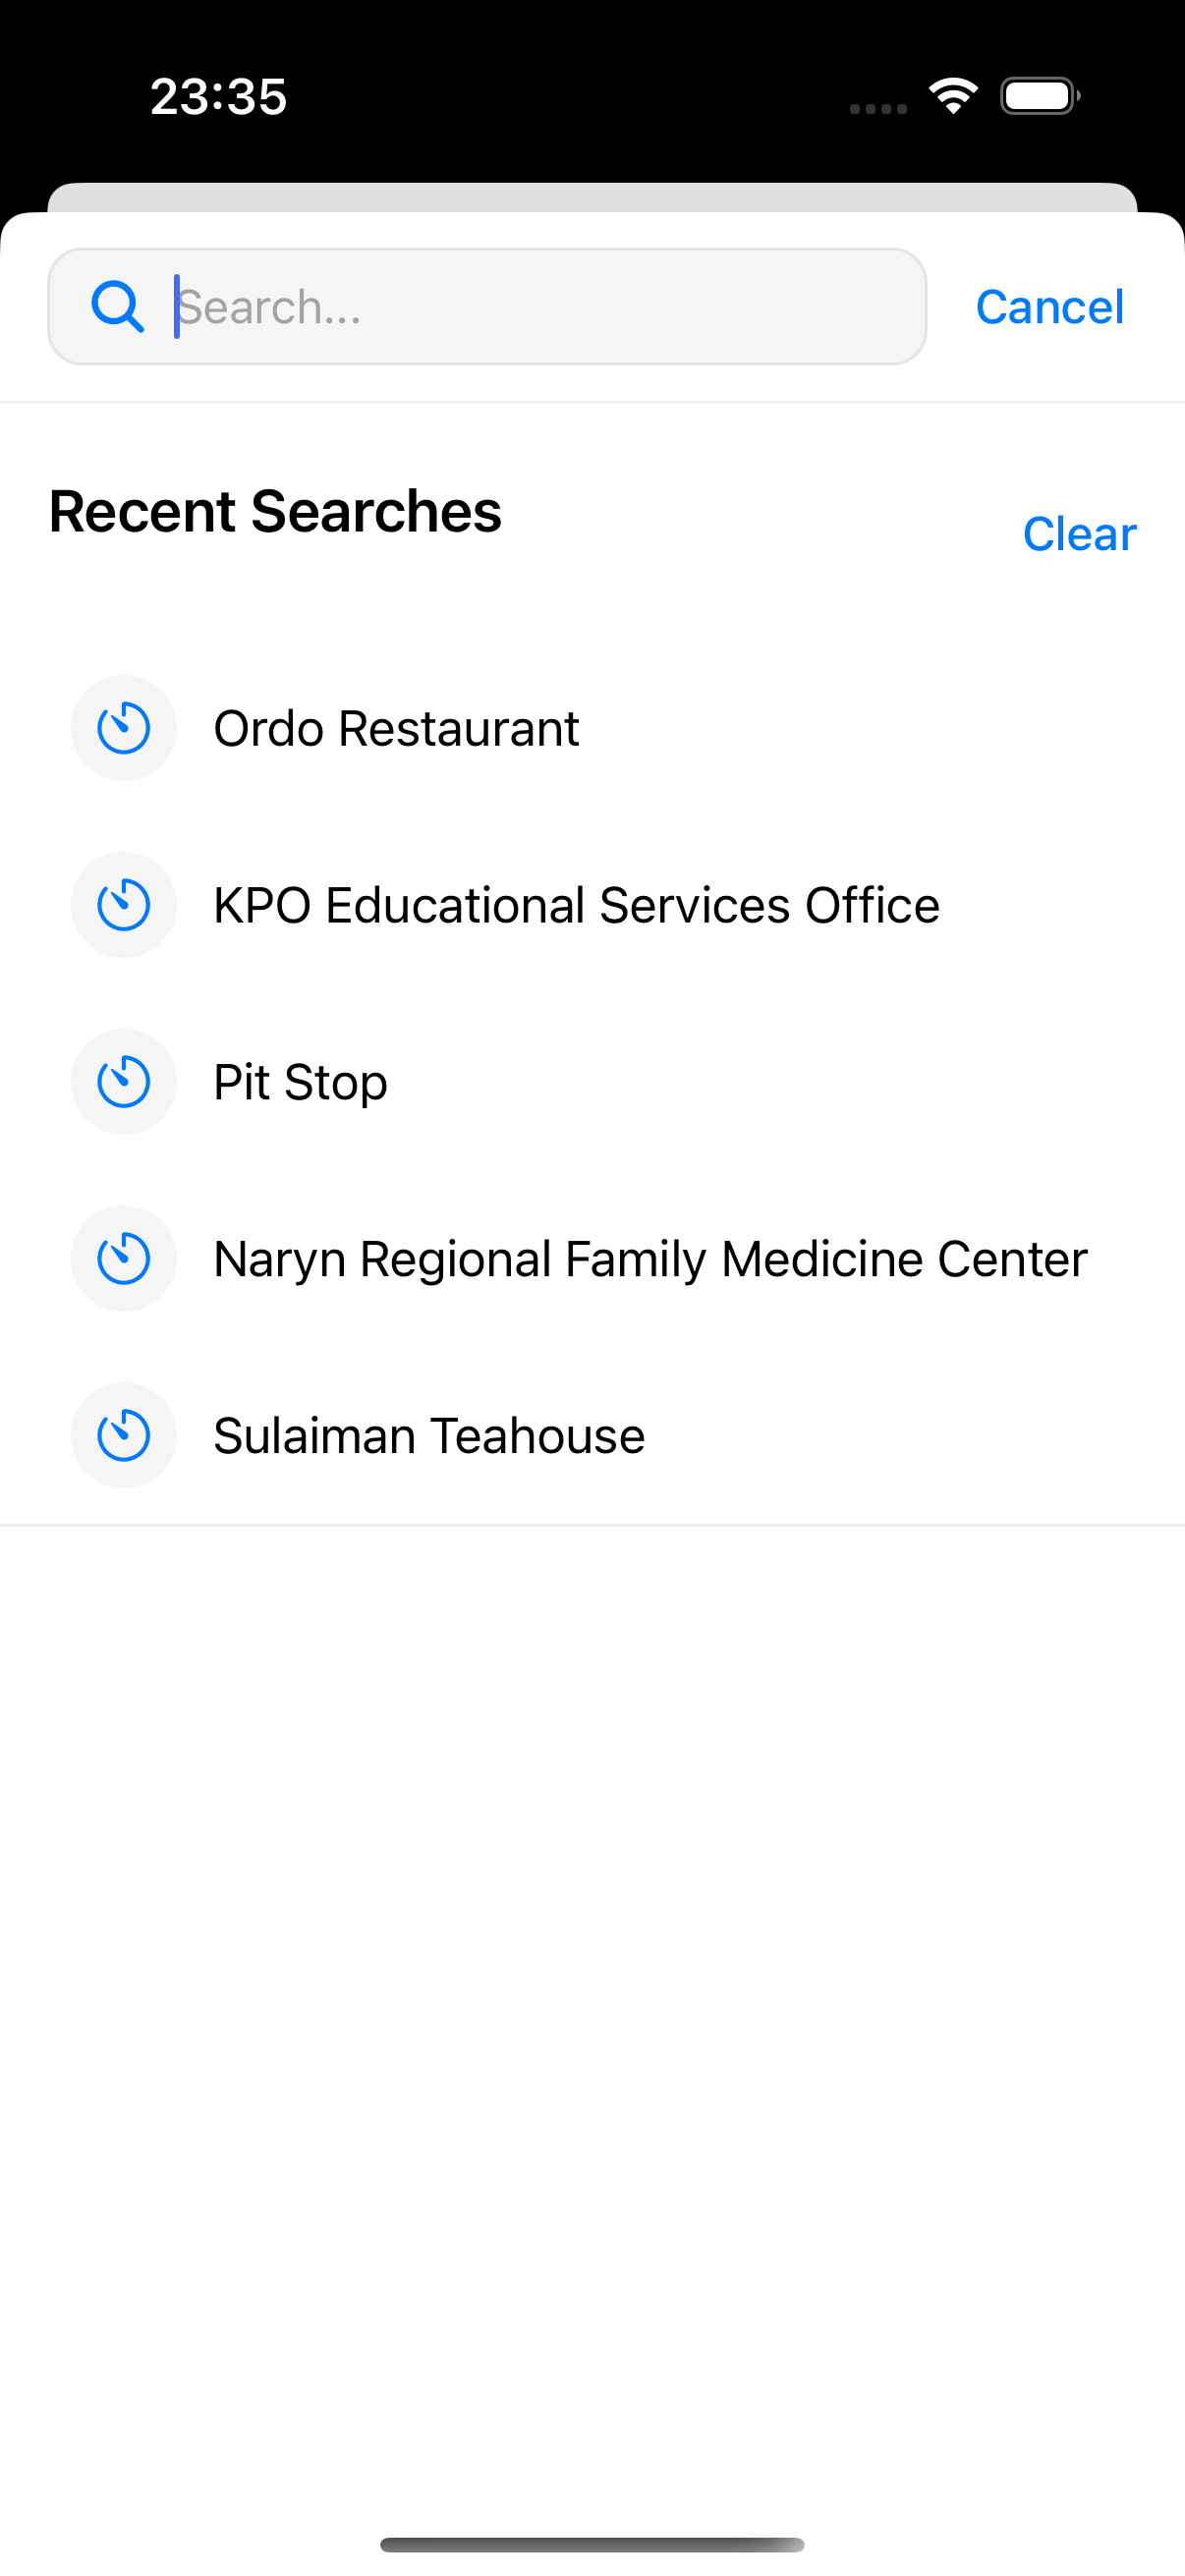 23:35
Search...
Cancel
Recent Searches
Clear
Ordo Restaurant
KPO Educational Services Office
Pit Stop
Naryn Regional Family Medicine Center
Sulaiman Teahouse